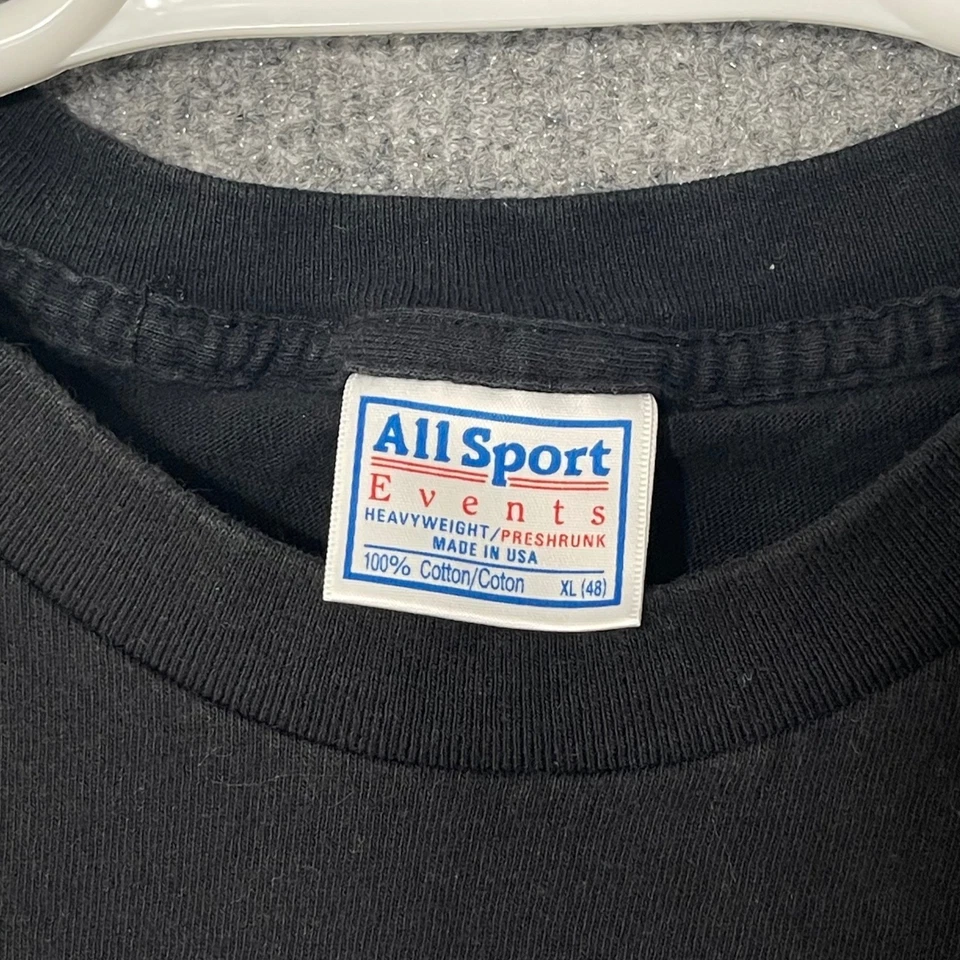 All Sport
Events
HEAVYWEIGHT/PRESHRUNK
MADE IN USA
100% Cotton/Coton XL (48)